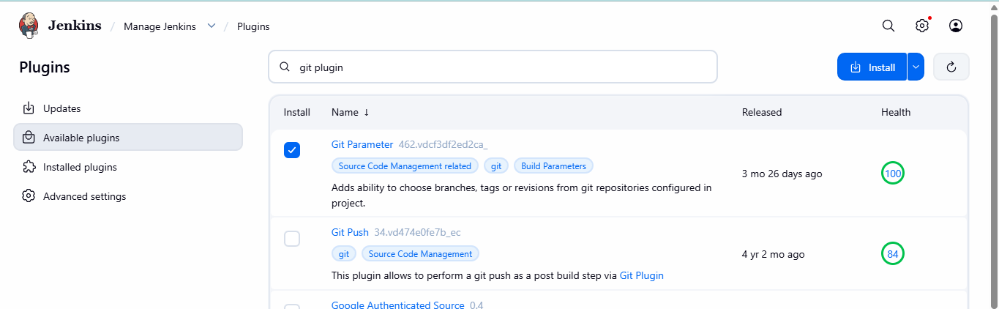 Jenkins / Manage Jenkins / Plugins
Plugins
git plugin
Install
Updates
Available plugins
Installed plugins
Advanced settings
Install Name ↓ Released Health
Git Parameter 462.vdcf3df2ed2ca_
Source Code Management related git Build Parameters
Adds ability to choose branches, tags or revisions from git repositories configured in
project.
3 mo 26 days ago
100
Git Push 34.vd474e0fe7b_ec
git Source Code Management
This plugin allows to perform a git push as a post build step via Git Plugin
4 yr 2 mo ago
84
Google Authenticated Source 0.4